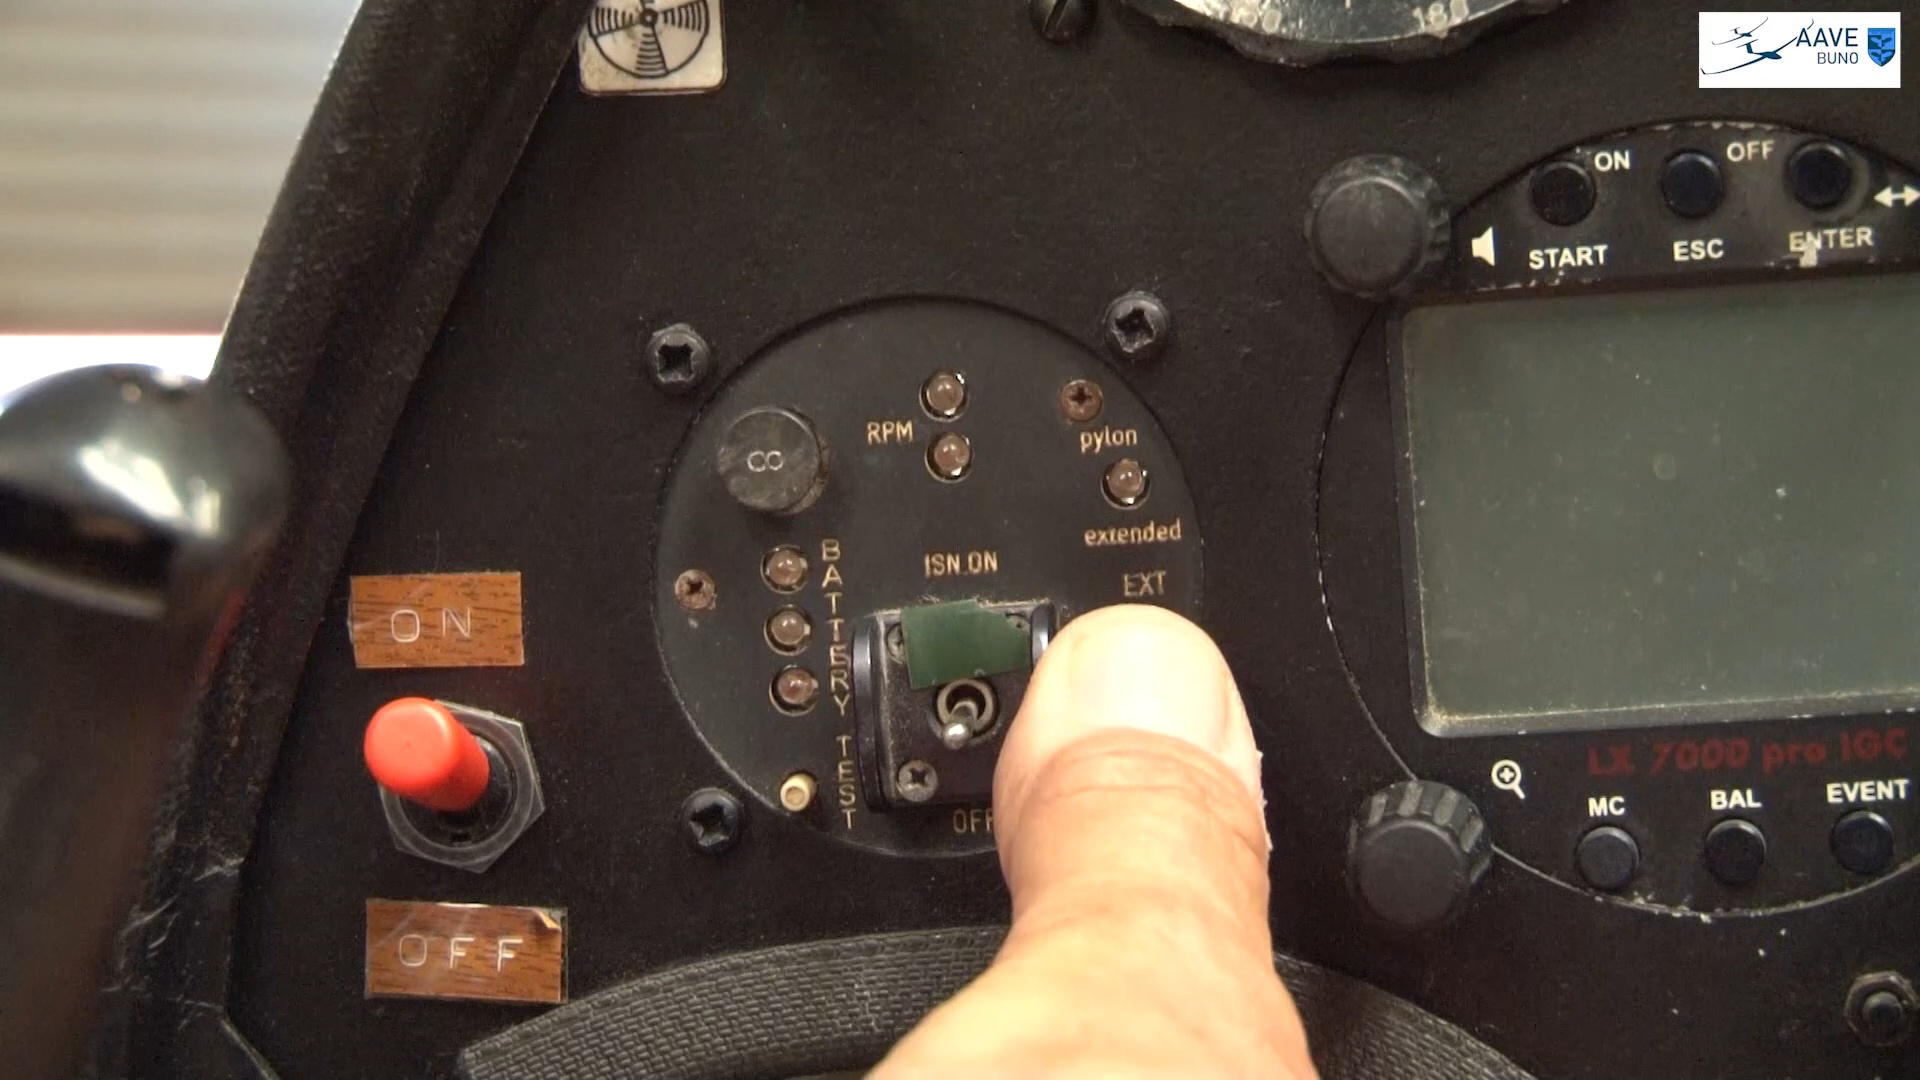 180
AAVE
BUNO
ON
OFF
START
ESC
ENTER
RPM
pylon
extended
ISN.ON
EXT
BATTERY TEST
ON
OFF
OFF
LX 7000 pro IGC
MC
BAL
EVENT